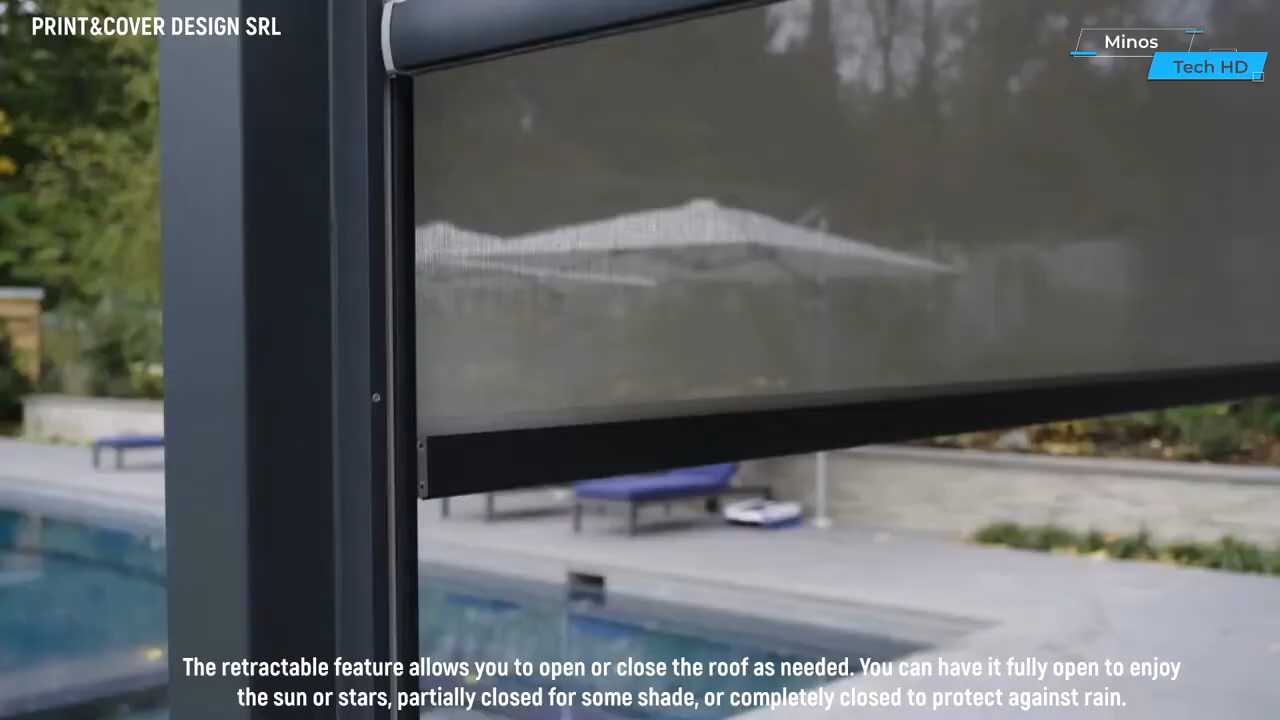 PRINT&COVER DESIGN SRL
Minos
Tech HD
The retractable feature allows you to open or close the roof as needed. You can have it fully open to enjoy
the sun or stars, partially closed for some shade, or completely closed to protect against rain.